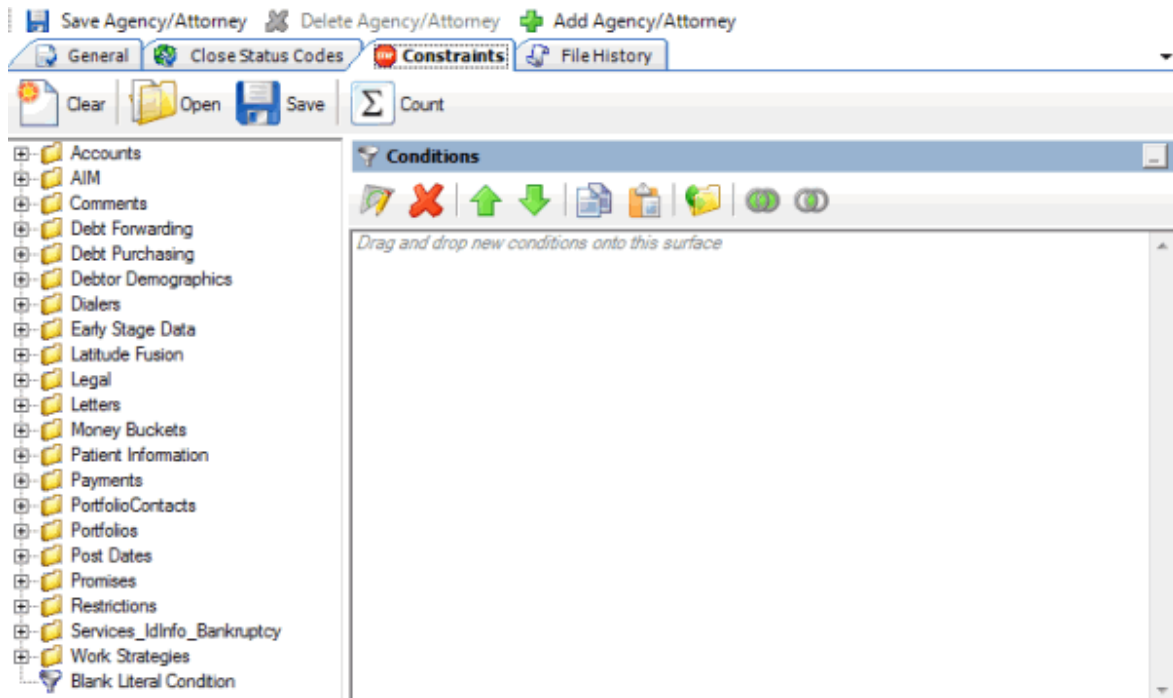 Save Agency/Attorney Delete Agency/Attorney Add Agency/Attorney
General Close Status Codes Constraints File History
Clear Open Save Σ Count
Accounts
AIM
Comments
Debt Forwarding
Debt Purchasing
Debtor Demographics
Dialers
Early Stage Data
Latitude Fusion
Legal
Letters
Money Buckets
Patient Information
Payments
PortfolioContacts
Portfolios
Post Dates
Promises
Restrictions
Services_IdInfo_Bankruptcy
Work Strategies
Blank Literal Condition
Conditions
Drag and drop new conditions onto this surface